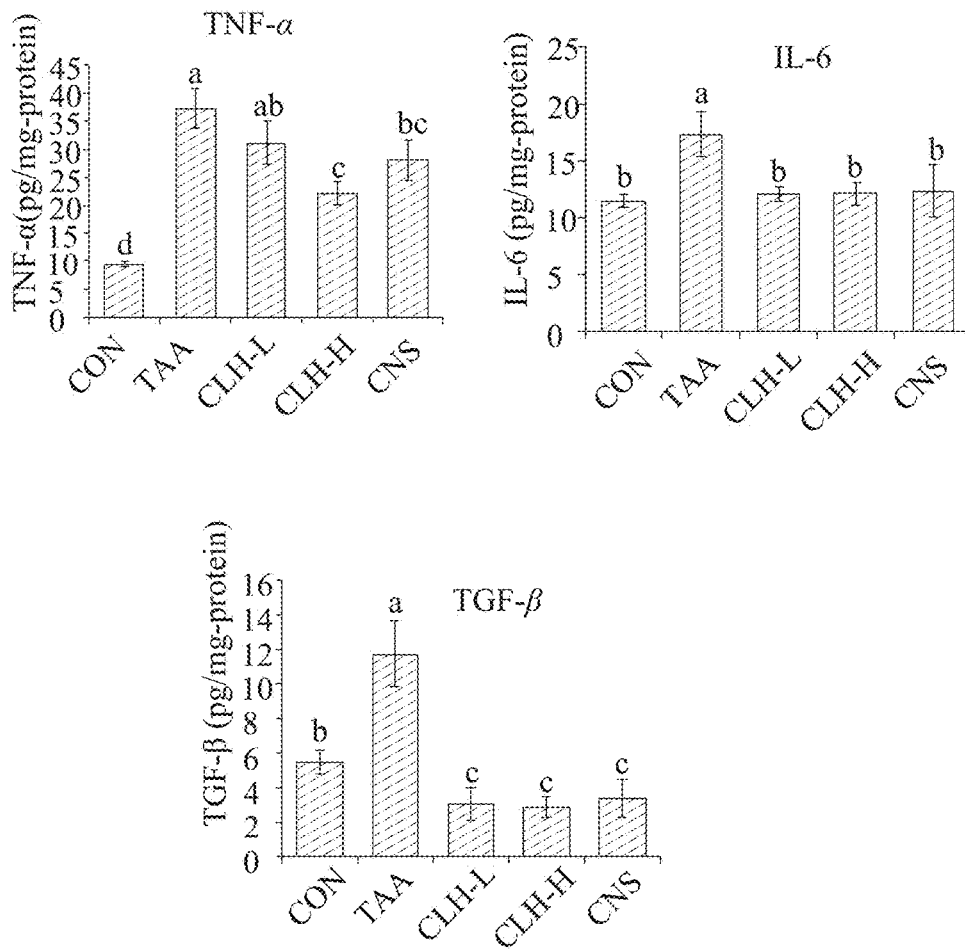 TNF-α
TNF-α(pg/mg-protein)
45
40
35
30
25
20
15
10
5
0
a
ab
bc
c
d
CON
TAA
CLH-L
CLH-H
CNS
IL-6
IL-6 (pg/mg-protein)
25
20
15
10
5
0
a
b
b
b
b
CON
TAA
CLH-L
CLH-H
CNS
TGF-β
TGF-β (pg/mg-protein)
16
14
12
10
8
6
4
2
0
a
b
c
c
c
CON
TAA
CLH-L
CLH-H
CNS